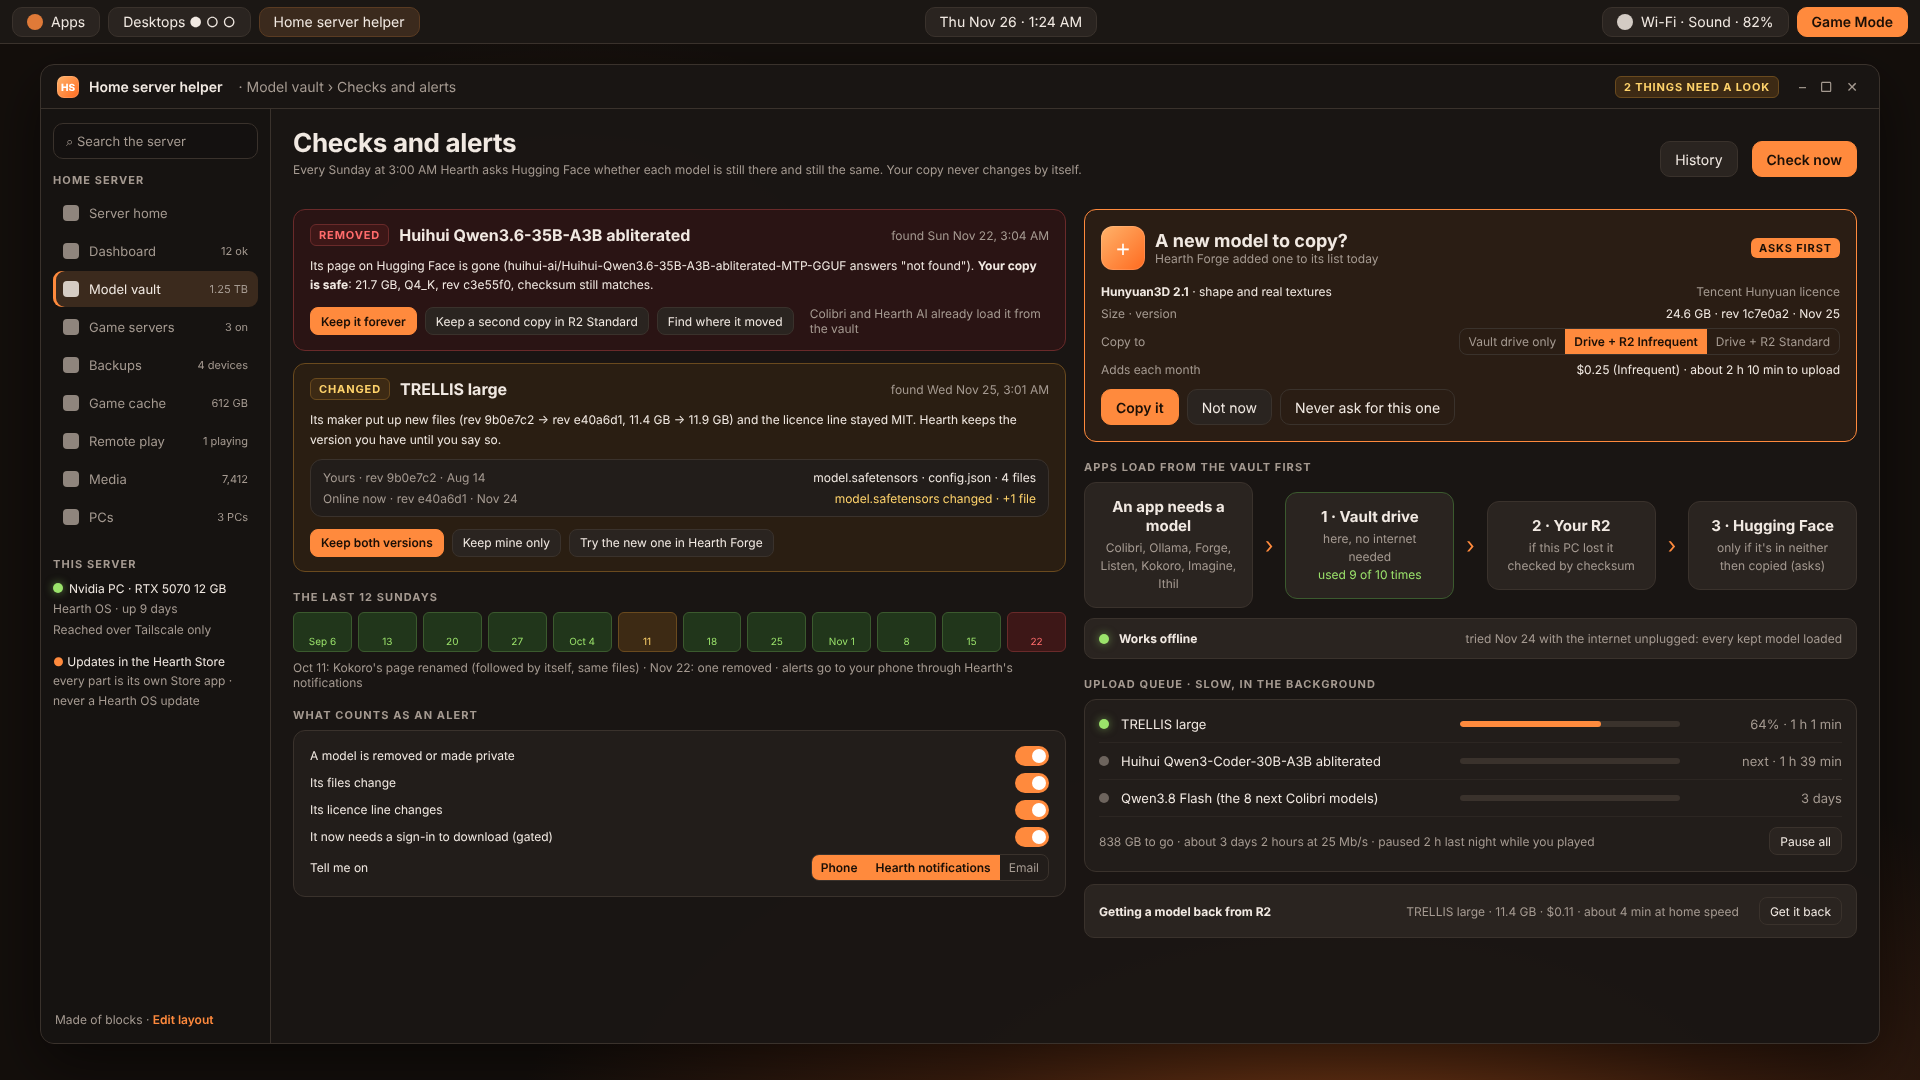 Apps
Desktops
Home server helper
Thu Nov 26 · 1:24 AM
Wi-Fi · Sound · 82%
Game Mode
HS
Home server helper · Model vault › Checks and alerts
2 THINGS NEED A LOOK
Search the server
HOME SERVER
Server home
Dashboard 12 ok
Model vault 1.25 TB
Game servers 3 on
Backups 4 devices
Game cache 612 GB
Remote play 1 playing
Media 7,412
PCs 3 PCs
THIS SERVER
Nvidia PC · RTX 5070 12 GB
Hearth OS · up 9 days
Reached over Tailscale only
Updates in the Hearth Store
every part is its own Store app ·
never a Hearth OS update
Made of blocks · Edit layout
Checks and alerts
Every Sunday at 3:00 AM Hearth asks Hugging Face whether each model is still there and still the same. Your copy never changes by itself.
History
Check now
REMOVED Huihui Qwen3.6-35B-A3B abliterated found Sun Nov 22, 3:04 AM
Its page on Hugging Face is gone (huihui-ai/Huihui-Qwen3.6-35B-A3B-abliterated-MTP-GGUF answers "not found"). Your copy
is safe: 21.7 GB, Q4_K, rev c3e55f0, checksum still matches.
Keep it forever
Keep a second copy in R2 Standard
Find where it moved
Colibri and Hearth AI already load it from
the vault
CHANGED TRELLIS large found Wed Nov 25, 3:01 AM
Its maker put up new files (rev 9b0e7c2 → rev e40a6d1, 11.4 GB → 11.9 GB) and the licence line stayed MIT. Hearth keeps the
version you have until you say so.
Yours · rev 9b0e7c2 · Aug 14 model.safetensors · config.json · 4 files
Online now · rev e40a6d1 · Nov 24 model.safetensors changed · +1 file
Keep both versions
Keep mine only
Try the new one in Hearth Forge
THE LAST 12 SUNDAYS
Sep 6 13 20 27 Oct 4 11 18 25 Nov 1 8 15 22
Oct 11: Kokoro's page renamed (followed by itself, same files) · Nov 22: one removed · alerts go to your phone through Hearth's
notifications
WHAT COUNTS AS AN ALERT
A model is removed or made private
Its files change
Its licence line changes
It now needs a sign-in to download (gated)
Tell me on Phone Hearth notifications Email
A new model to copy?
Hearth Forge added one to its list today
ASKS FIRST
Hunyuan3D 2.1 · shape and real textures Tencent Hunyuan licence
Size · version 24.6 GB · rev 1c7e0a2 · Nov 25
Copy to Vault drive only Drive + R2 Infrequent Drive + R2 Standard
Adds each month $0.25 (Infrequent) · about 2 h 10 min to upload
Copy it
Not now
Never ask for this one
APPS LOAD FROM THE VAULT FIRST
An app needs a
model
Colibri, Ollama, Forge,
Listen, Kokoro, Imagine,
Ithil
›
1 · Vault drive
here, no internet
needed
used 9 of 10 times
›
2 · Your R2
if this PC lost it
checked by checksum
›
3 · Hugging Face
only if it's in neither
then copied (asks)
Works offline tried Nov 24 with the internet unplugged: every kept model loaded
UPLOAD QUEUE · SLOW, IN THE BACKGROUND
TRELLIS large 64% · 1 h 1 min
Huihui Qwen3-Coder-30B-A3B abliterated next · 1 h 39 min
Qwen3.8 Flash (the 8 next Colibri models) 3 days
838 GB to go · about 3 days 2 hours at 25 Mb/s · paused 2 h last night while you played
Pause all
Getting a model back from R2 TRELLIS large · 11.4 GB · $0.11 · about 4 min at home speed
Get it back